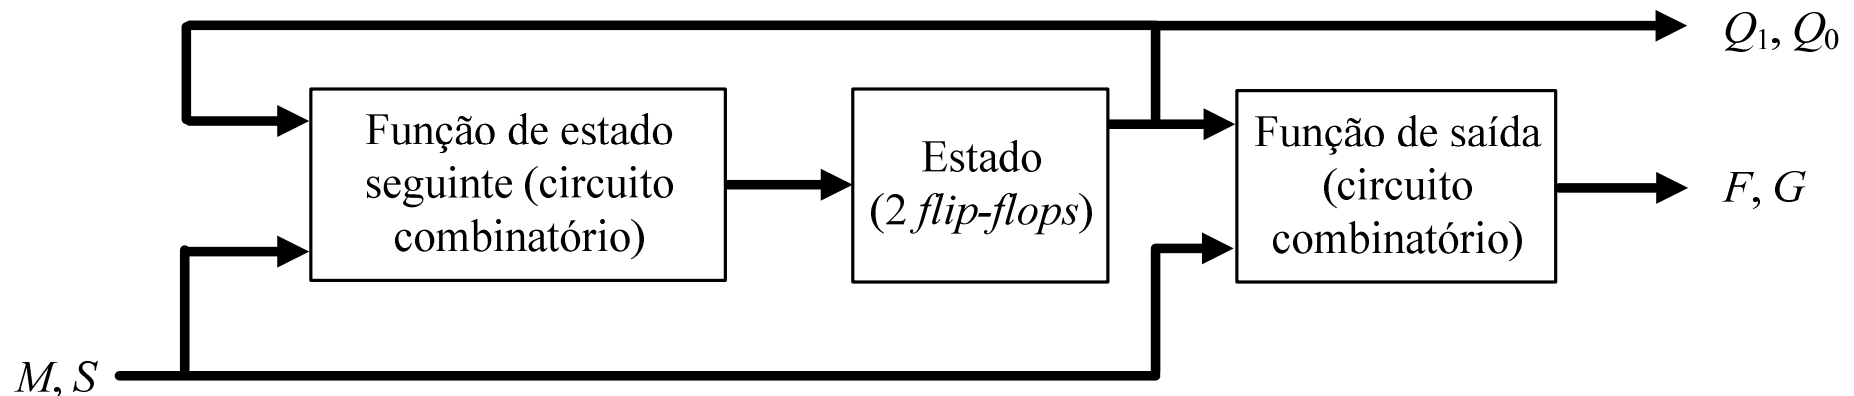 Q1, Q0
Função de estado
seguinte (circuito
combinatório)
Estado
(2 flip-flops)
Função de saída
(circuito
combinatório)
F, G
M, S